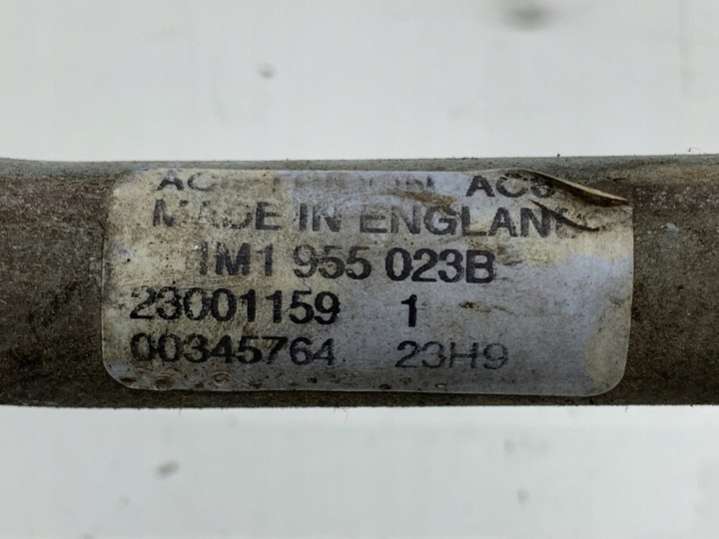 MADE IN ENGLAND
1M1 955 023B
23001159 1
00345764 23H9